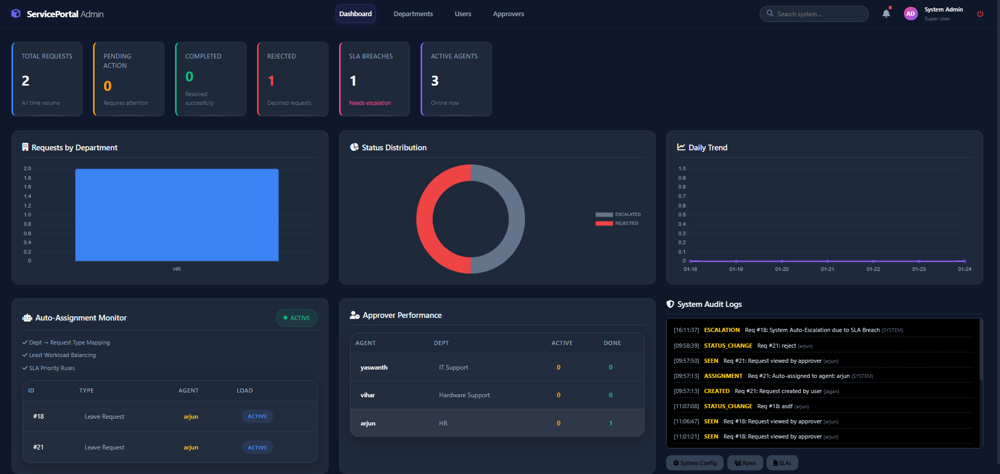 ServicePortal Admin
Dashboard
Departments
Users
Approvers
Search system...
AD
System Admin
Super User
TOTAL REQUESTS
2
All time volume
PENDING
ACTION
0
Requires attention
COMPLETED
0
Resolved
successfully
REJECTED
1
Declined requests
SLA BREACHES
1
Needs escalation
ACTIVE AGENTS
3
Online now
Requests by Department
2.0
1.8
1.6
1.4
1.2
1.0
0.8
0.6
0.4
0.2
0
HR
Status Distribution
ESCALATED
REJECTED
Daily Trend
1.0
0.9
0.8
0.7
0.6
0.5
0.4
0.3
0.2
0.1
0
01-18 01-19 01-20 01-21 01-22 01-23 01-24
Auto-Assignment Monitor
ACTIVE
Dept → Request Type Mapping
Least Workload Balancing
SLA Priority Rules
ID TYPE AGENT LOAD
#18 Leave Request arjun ACTIVE
#21 Leave Request arjun ACTIVE
Approver Performance
AGENT DEPT ACTIVE DONE
yaswanth IT Support 0 0
vihar Hardware Support 0 0
arjun HR 0 1
System Audit Logs
[16:11:37] ESCALATION Req #18: System Auto-Escalation due to SLA Breach (SYSTEM)
[09:58:39] STATUS_CHANGE Req #21: reject (arjun)
[09:57:50] SEEN Req #21: Request viewed by approver (arjun)
[09:57:13] ASSIGNMENT Req #21: Auto-assigned to agent: arjun (SYSTEM)
[09:57:13] CREATED Req #21: Request created by user (jagan)
[11:07:08] STATUS_CHANGE Req #18: asdf (arjun)
[11:06:47] SEEN Req #18: Request viewed by approver (arjun)
[11:01:21] SEEN Req #18: Request viewed by approver (arjun)
System Config
Roles
SLAs